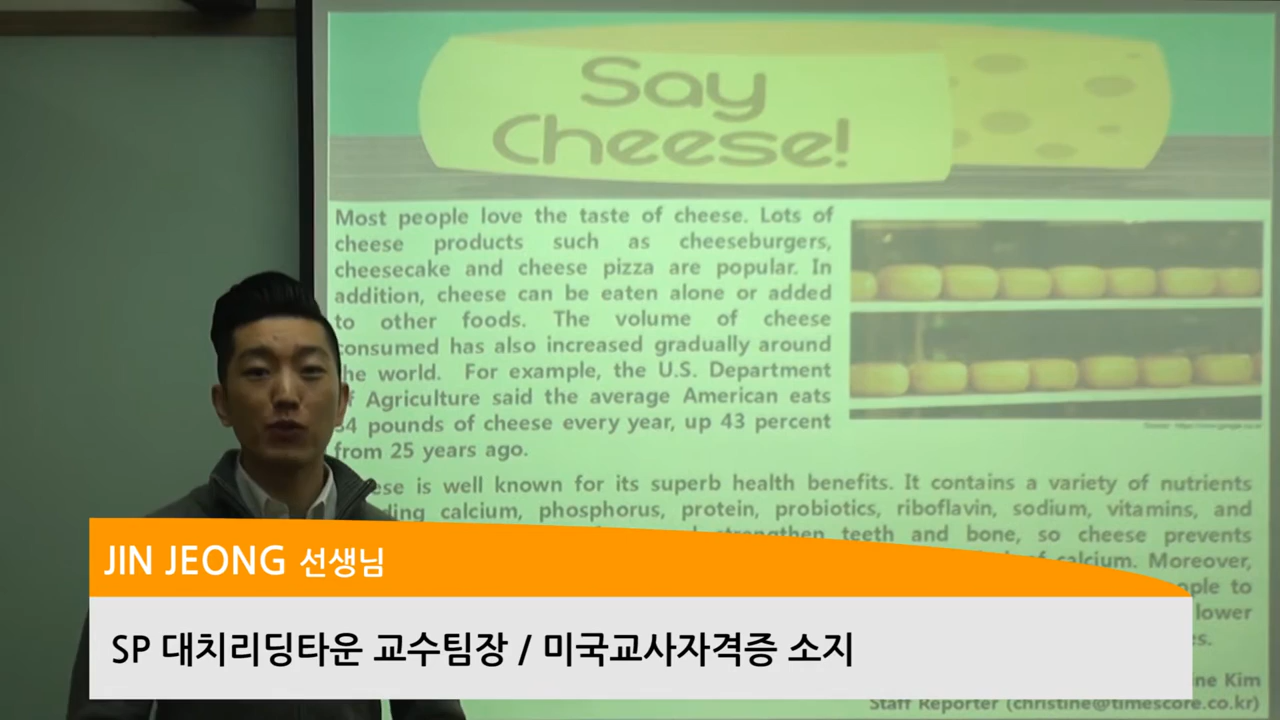 Say
Cheese!
Most people love the taste of cheese. Lots of
cheese products such as cheeseburgers,
cheesecake and cheese pizza are popular. In
addition, cheese can be eaten alone or added
to other foods. The volume of cheese
consumed has also increased gradually around
the world. For example, the U.S. Department
of Agriculture said the average American eats
34 pounds of cheese every year, up 43 percent
from 25 years ago.
ese is well known for its superb health benefits. It contains a variety of nutrients
ding calcium, phosphorus, protein, probiotics, riboflavin, sodium, vitamins, and
strengthen teeth and bone, so cheese prevents
of calcium. Moreover,
ople to
lower
es.
ne Kim
Staff Reporter (christine@timescore.co.kr)
JIN JEONG 선생님
SP 대치리딩타운 교수팀장 / 미국교사자격증 소지